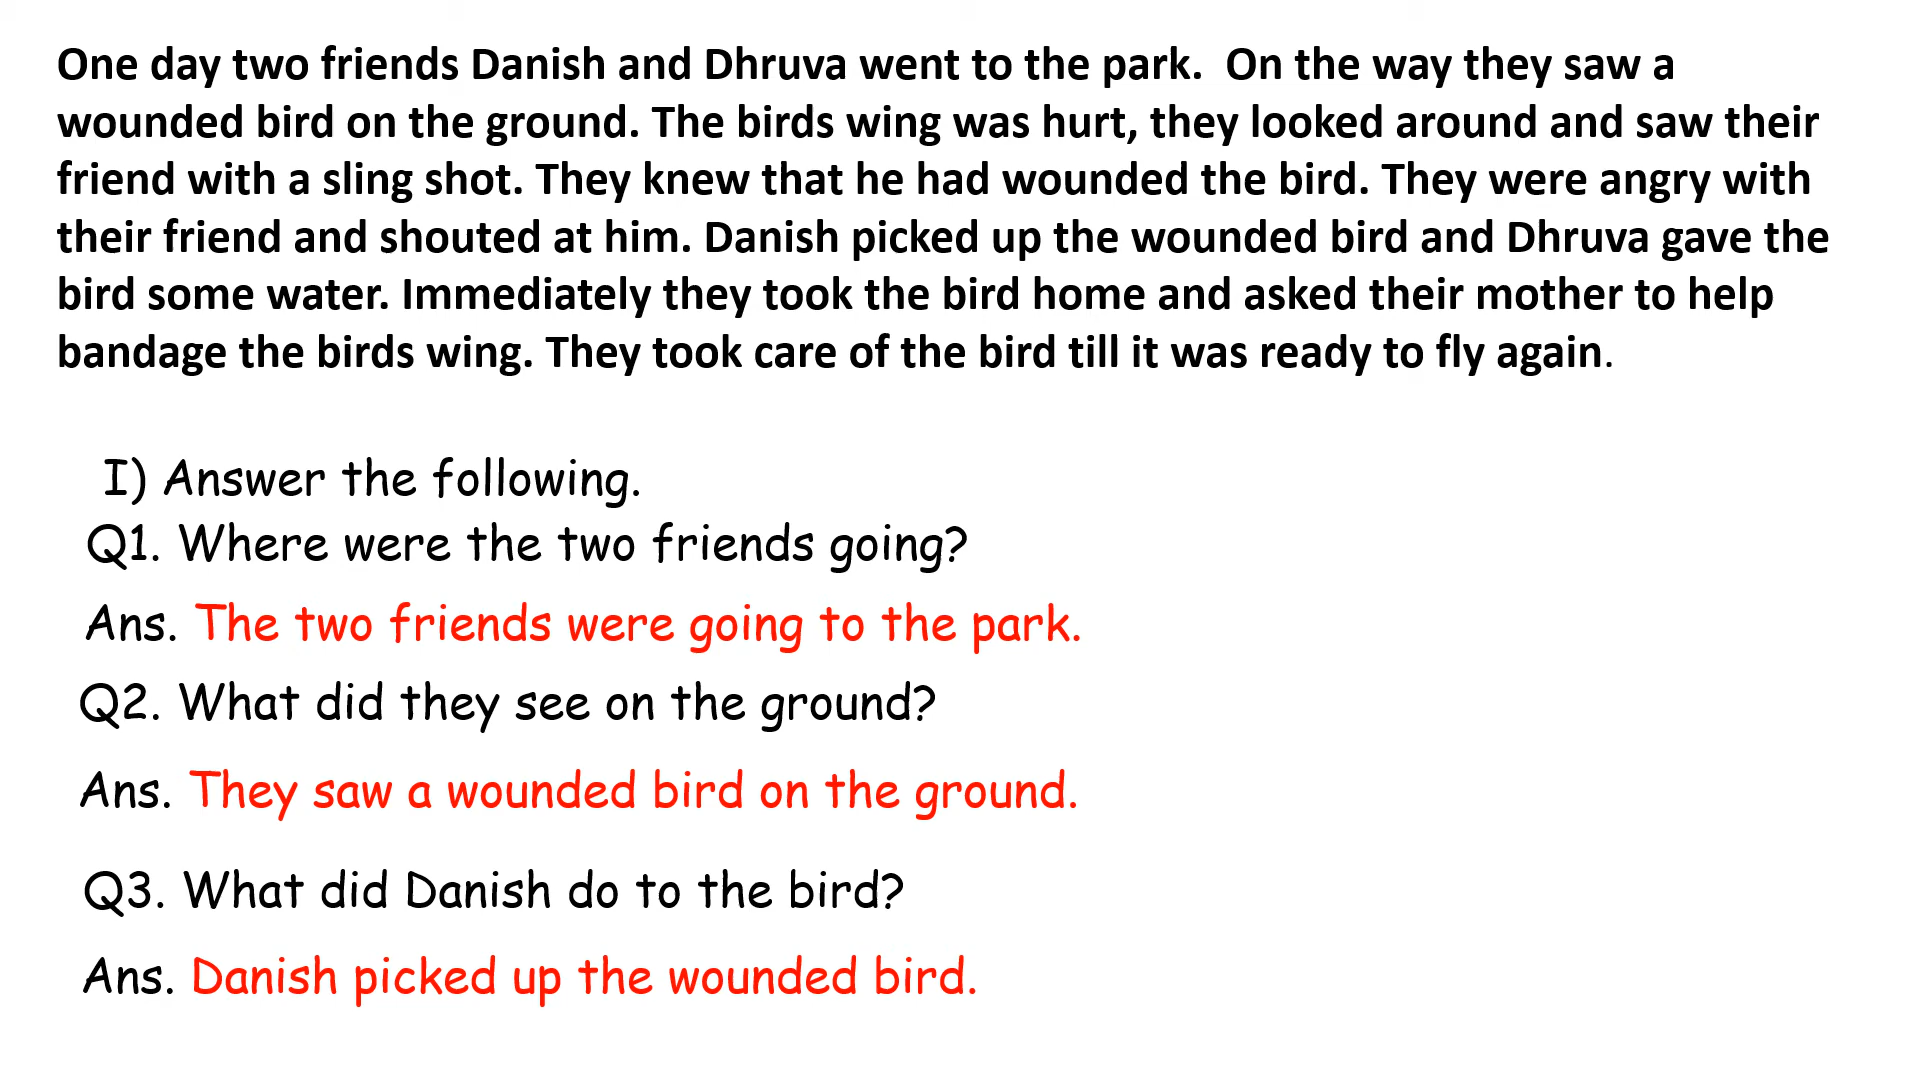 One day two friends Danish and Dhruva went to the park.  On the way they saw a
wounded bird on the ground. The birds wing was hurt, they looked around and saw their
friend with a sling shot. They knew that he had wounded the bird. They were angry with
their friend and shouted at him. Danish picked up the wounded bird and Dhruva gave the
bird some water. Immediately they took the bird home and asked their mother to help
bandage the birds wing. They took care of the bird till it was ready to fly again.
I) Answer the following.
Q1. Where were the two friends going?
Ans. The two friends were going to the park.
Q2. What did they see on the ground?
Ans. They saw a wounded bird on the ground.
Q3. What did Danish do to the bird?
Ans. Danish picked up the wounded bird.